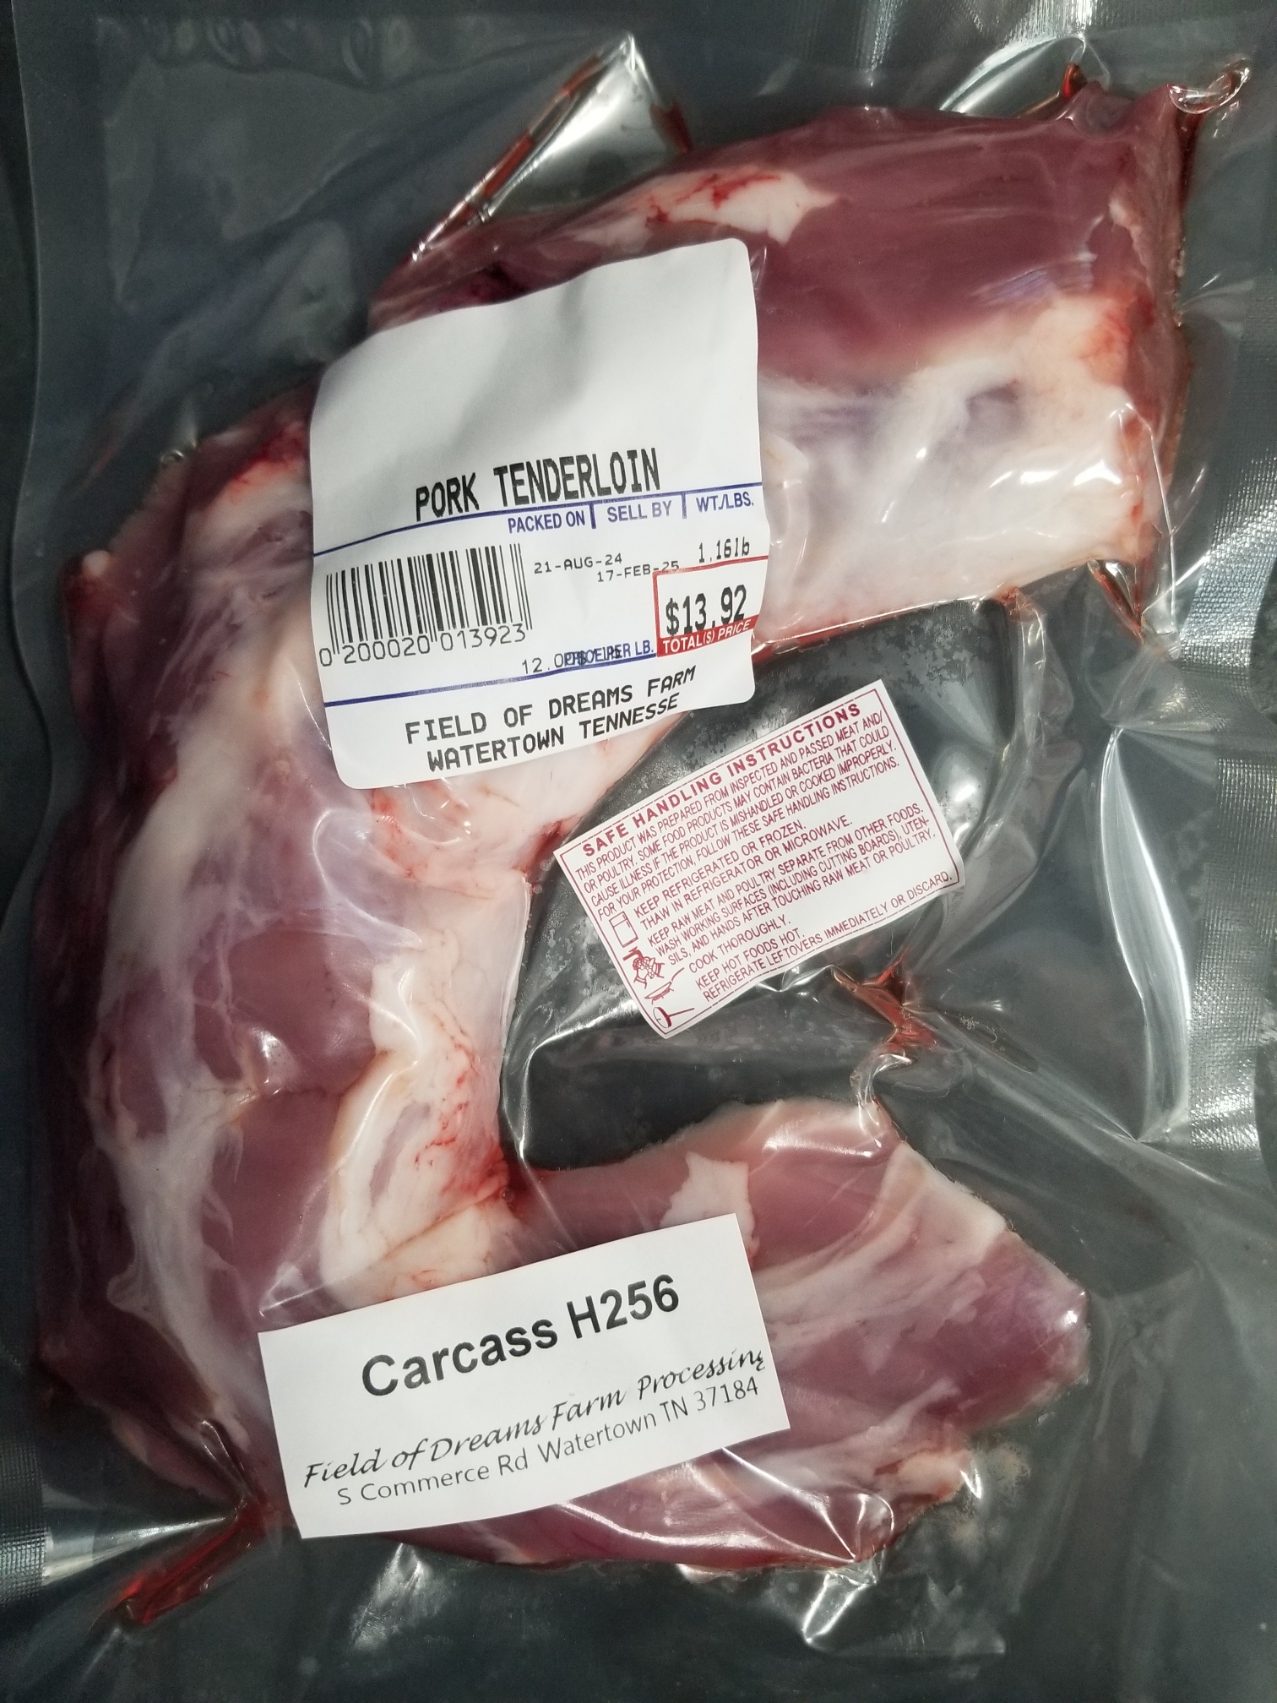 PORK TENDERLOIN
PACKED ON SELL BY WT./LBS.
21-AUG-24 1.16lb
17-FEB-25
$13.92
TOTAL(S) PRICE
0 200020 013923
12.0 PER LB.
FIELD OF DREAMS FARM
WATERTOWN TENNESSE
SAFE HANDLING INSTRUCTIONS
THIS PRODUCT WAS PREPARED FROM INSPECTED AND PASSED MEAT AND/
OR POULTRY. SOME FOOD PRODUCTS MAY CONTAIN BACTERIA THAT COULD
CAUSE ILLNESS IF THE PRODUCT IS MISHANDLED OR COOKED IMPROPERLY.
FOR YOUR PROTECTION, FOLLOW THESE SAFE HANDLING INSTRUCTIONS.
KEEP REFRIGERATED OR FROZEN.
THAW IN REFRIGERATOR OR MICROWAVE.
KEEP RAW MEAT AND POULTRY SEPARATE FROM OTHER FOODS.
WASH WORKING SURFACES (INCLUDING CUTTING BOARDS), UTEN-
SILS, AND HANDS AFTER TOUCHING RAW MEAT OR POULTRY.
COOK THOROUGHLY.
KEEP HOT FOODS HOT.
REFRIGERATE LEFTOVERS IMMEDIATELY OR DISCARD.
Carcass H256
Field of Dreams Farm Processing
S Commerce Rd Watertown TN 37184